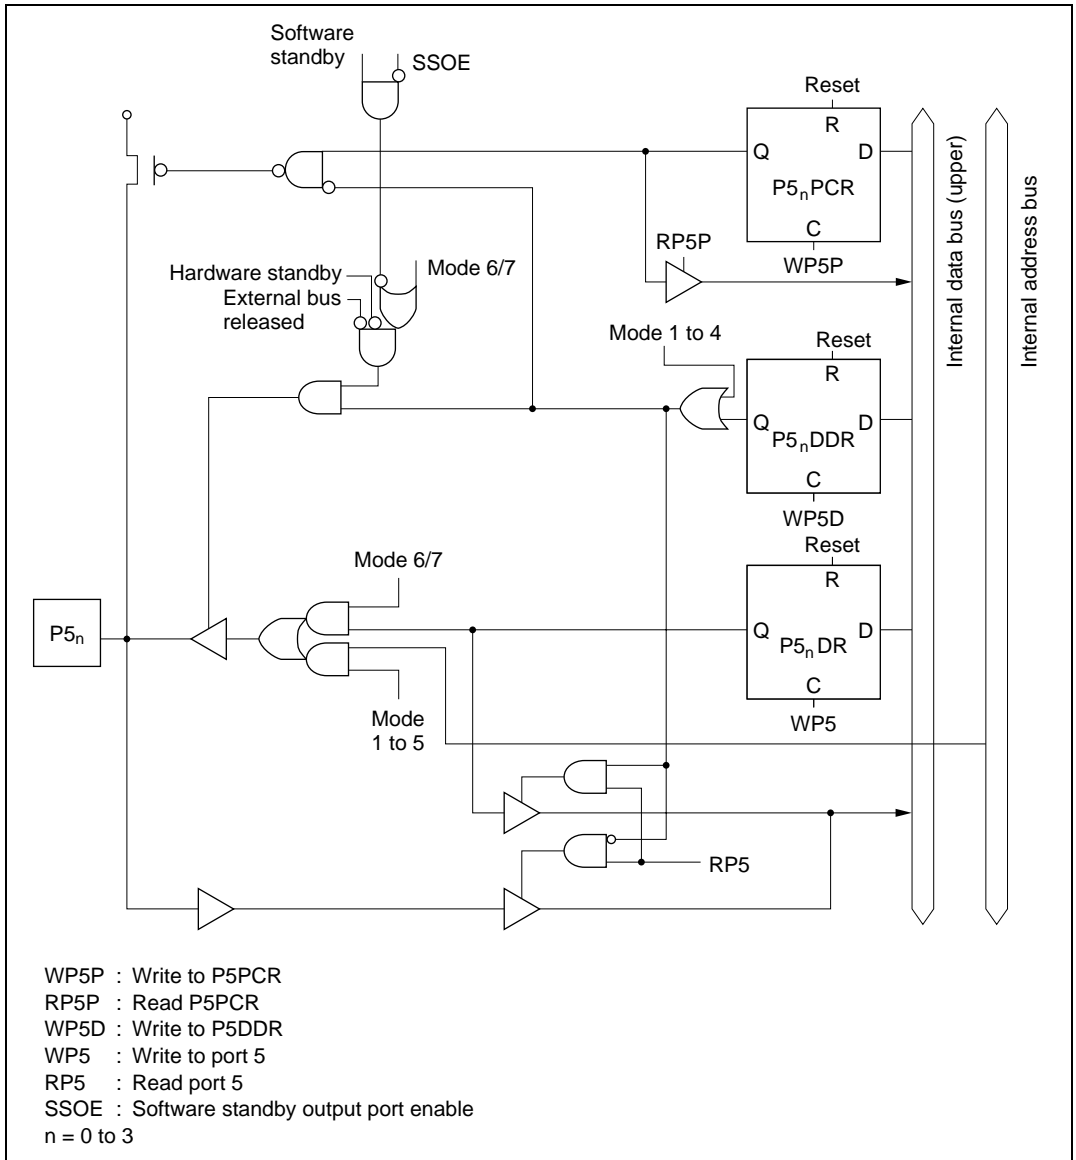 Software
standby
SSOE
Reset
R
Q
D
P5nPCR
C
WP5P
RP5P
Internal data bus (upper)
Internal address bus
Hardware standby
Mode 6/7
External bus
released
Mode 1 to 4
Reset
R
Q
D
P5nDDR
C
WP5D
Reset
R
Q
D
P5nDR
C
WP5
Mode 6/7
P5n
Mode
1 to 5
RP5
WP5P : Write to P5PCR
RP5P : Read P5PCR
WP5D : Write to P5DDR
WP5 : Write to port 5
RP5 : Read port 5
SSOE : Software standby output port enable
n = 0 to 3